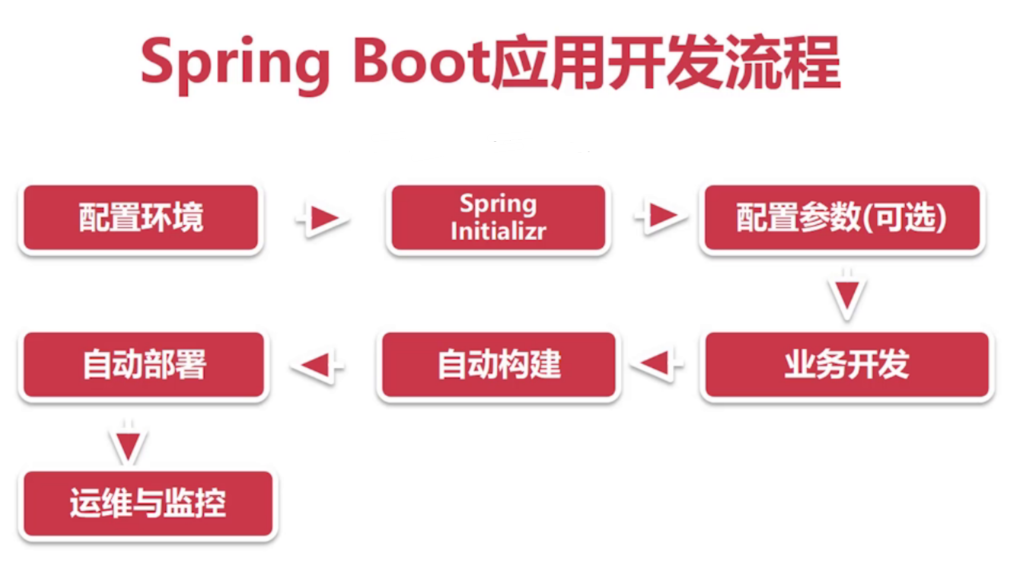 Spring Boot应用开发流程
配置环境
Spring
Initializr
配置参数(可选)
业务开发
自动构建
自动部署
运维与监控